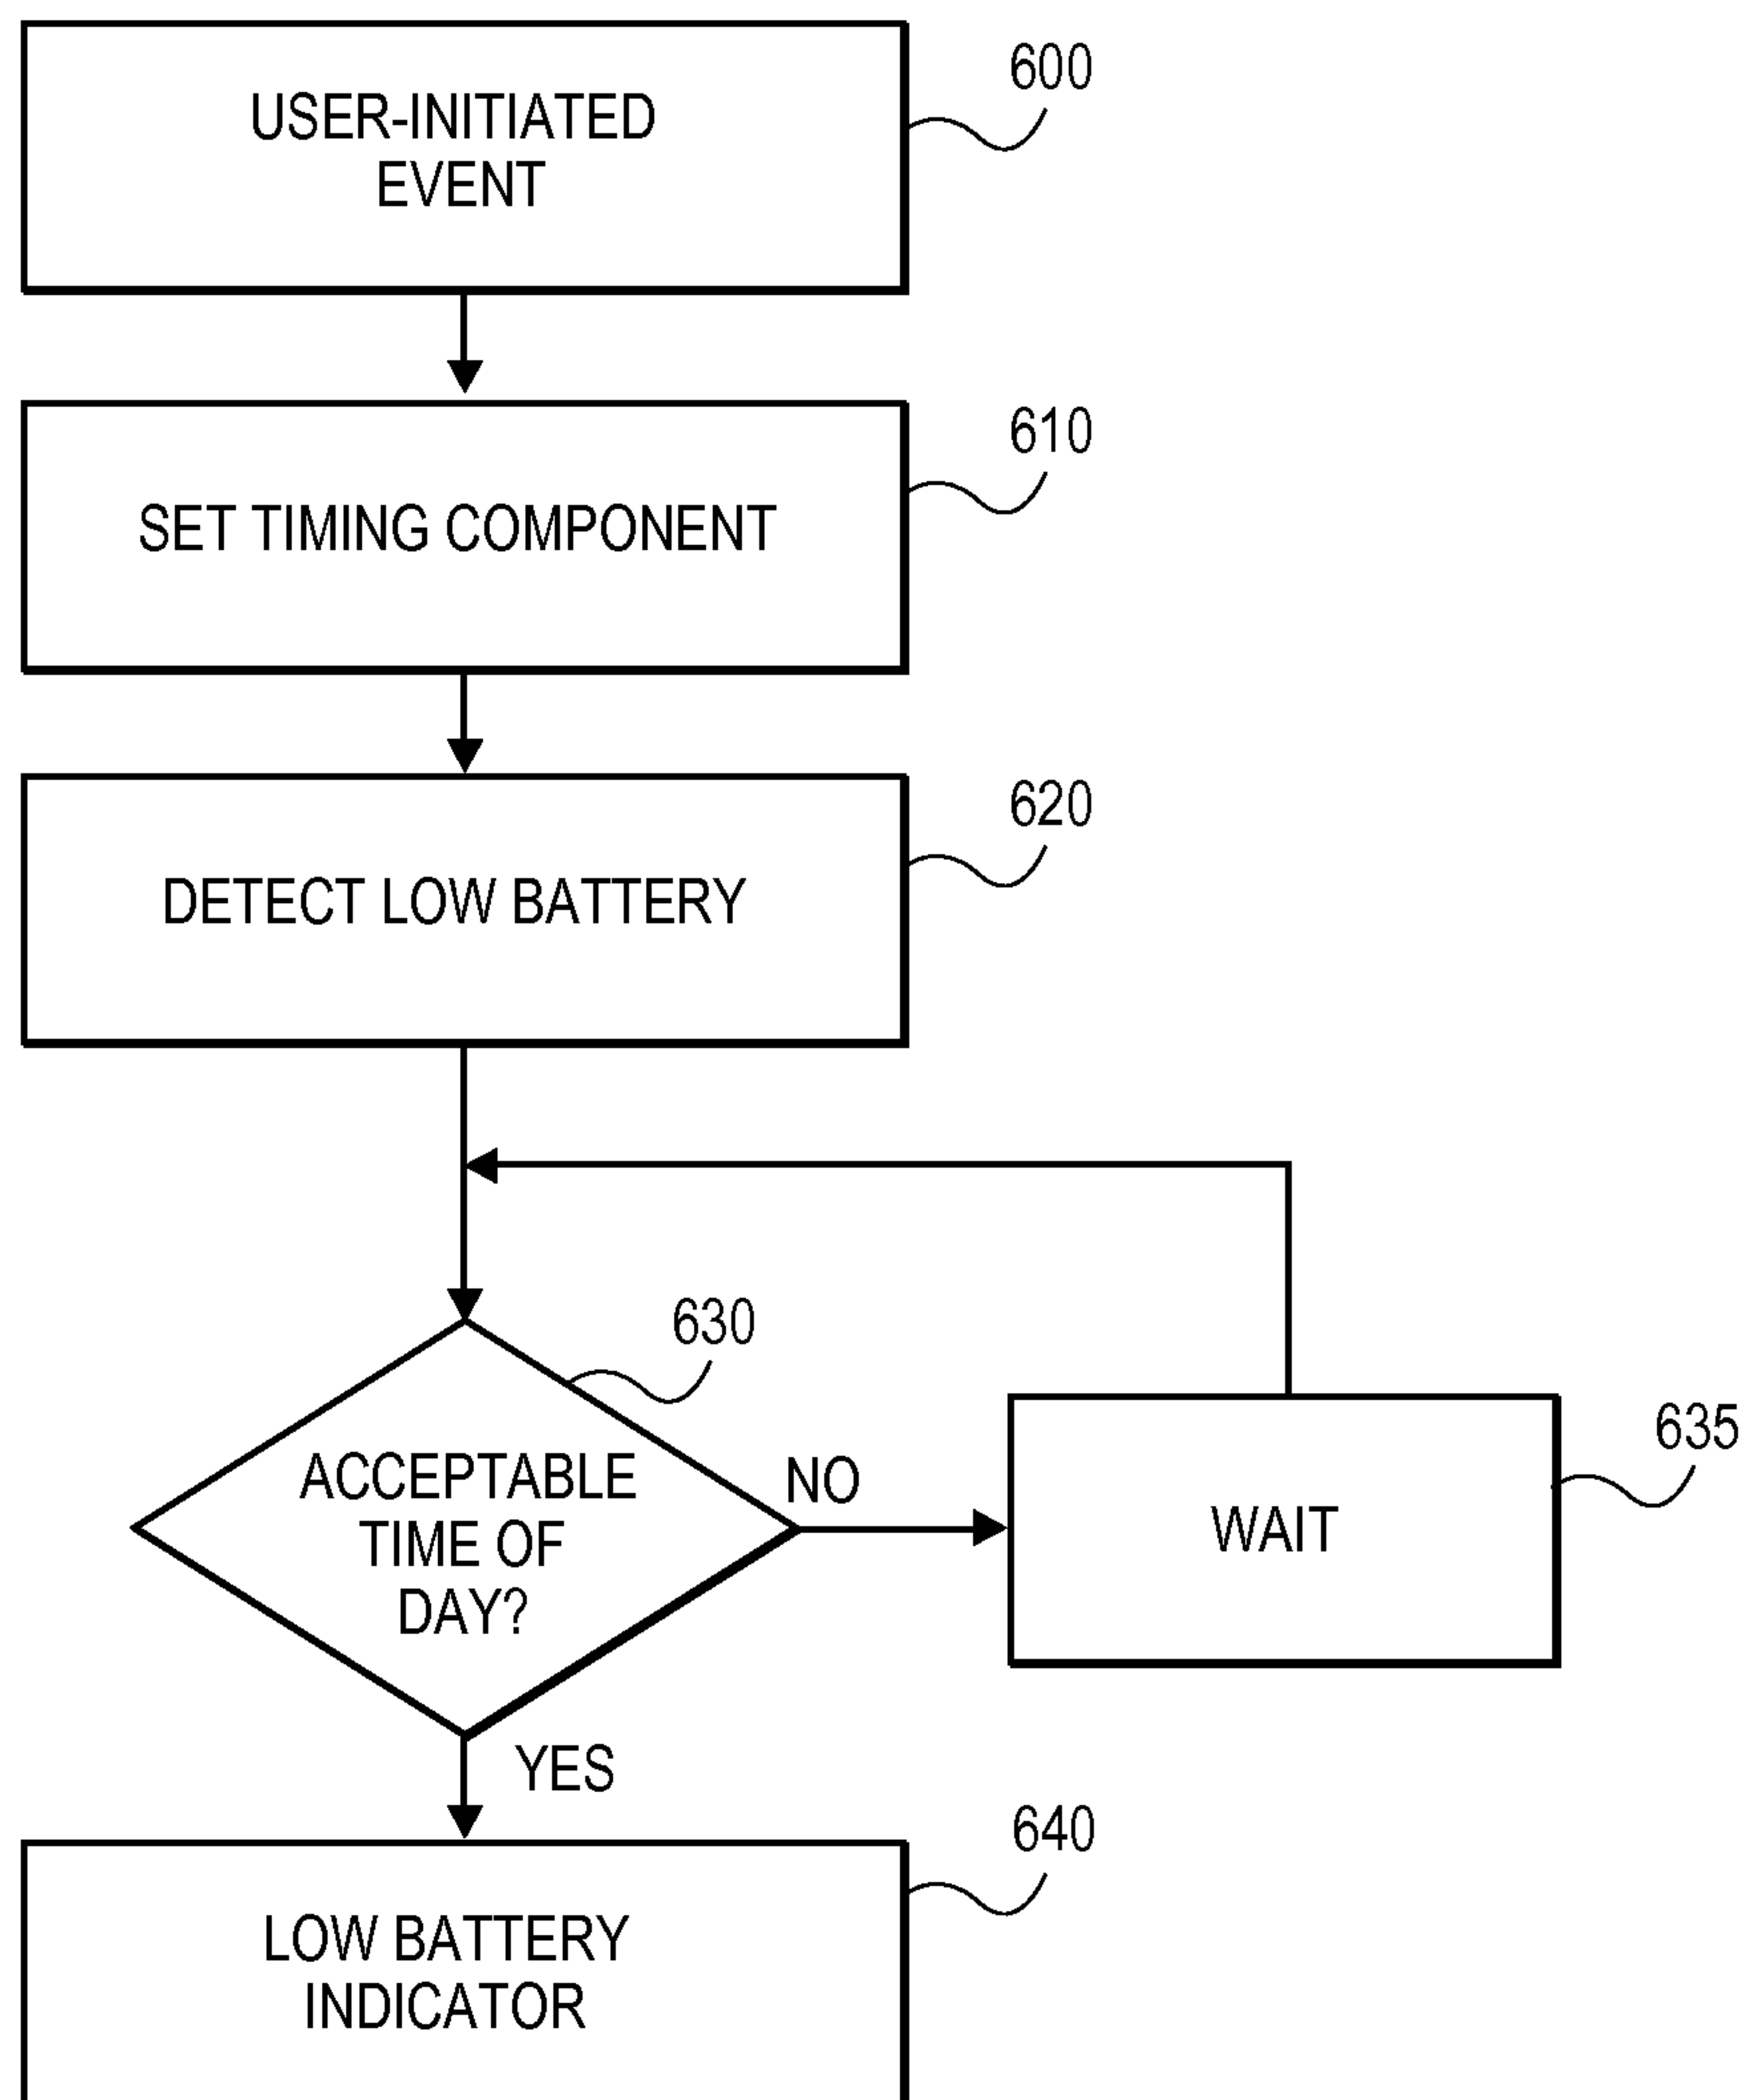 USER-INITIATED
EVENT
600
SET TIMING COMPONENT
610
DETECT LOW BATTERY
620
630
ACCEPTABLE
TIME OF
DAY?
NO
WAIT
635
YES
LOW BATTERY
INDICATOR
640